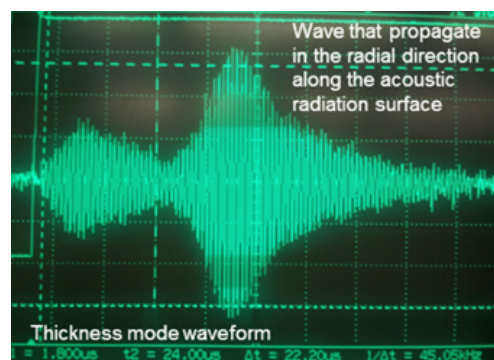 Wave that propagate
in the radial direction
along the acoustic
radiation surface
Thickness mode waveform
= 1.800us t2 = 24.00us Δt = 22.20us 1/Δt = 45.05kHz